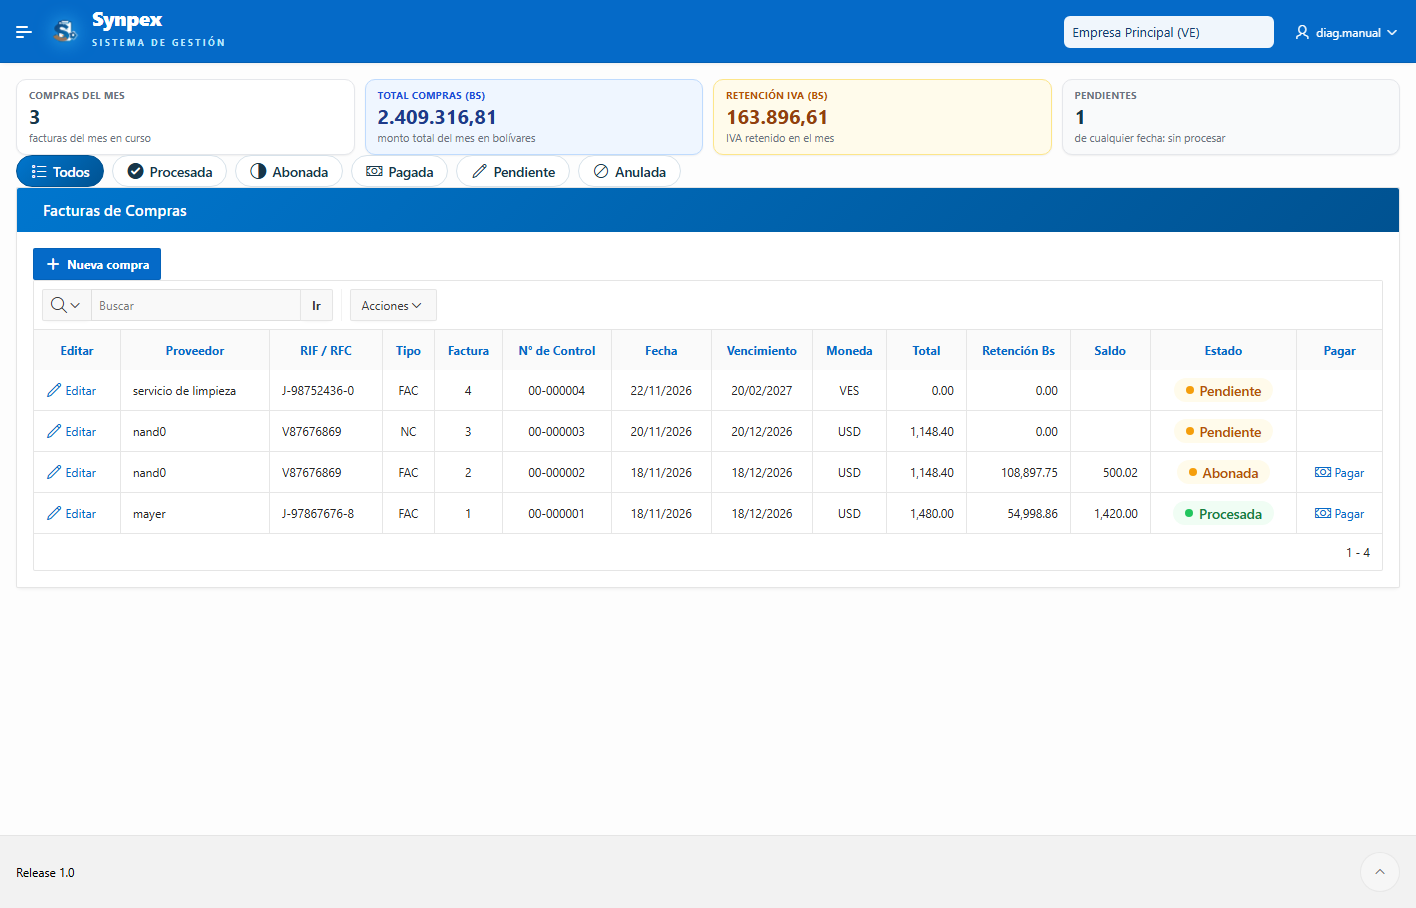 Synpex
SISTEMA DE GESTIÓN
Empresa Principal (VE)
diag.manual
COMPRAS DEL MES
3
facturas del mes en curso
TOTAL COMPRAS (BS)
2.409.316,81
monto total del mes en bolívares
RETENCIÓN IVA (BS)
163.896,61
IVA retenido en el mes
PENDIENTES
1
de cualquier fecha: sin procesar
Todos Procesada Abonada Pagada Pendiente Anulada
Facturas de Compras
+ Nueva compra
Buscar Ir Acciones
Editar Proveedor RIF / RFC Tipo Factura N° de Control Fecha Vencimiento Moneda Total Retención Bs Saldo Estado Pagar
Editar servicio de limpieza J-98752436-0 FAC 4 00-000004 22/11/2026 20/02/2027 VES 0.00 0.00 Pendiente
Editar nand0 V87676869 NC 3 00-000003 20/11/2026 20/12/2026 USD 1,148.40 0.00 Pendiente
Editar nand0 V87676869 FAC 2 00-000002 18/11/2026 18/12/2026 USD 1,148.40 108,897.75 500.02 Abonada Pagar
Editar mayer J-97867676-8 FAC 1 00-000001 18/11/2026 18/12/2026 USD 1,480.00 54,998.86 1,420.00 Procesada Pagar
1 - 4
Release 1.0